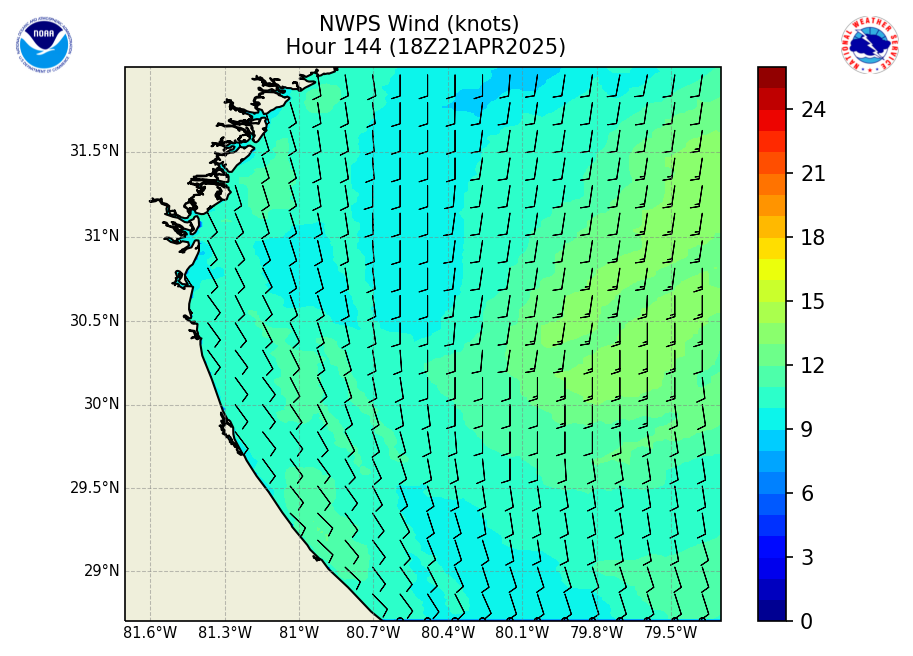 NWPS Wind (knots)
Hour 144 (18Z21APR2025)
NOAA
NATIONAL WEATHER SERVICE
31.5°N
31°N
30.5°N
30°N
29.5°N
29°N
81.6°W 81.3°W 81°W 80.7°W 80.4°W 80.1°W 79.8°W 79.5°W
24
21
18
15
12
9
6
3
0